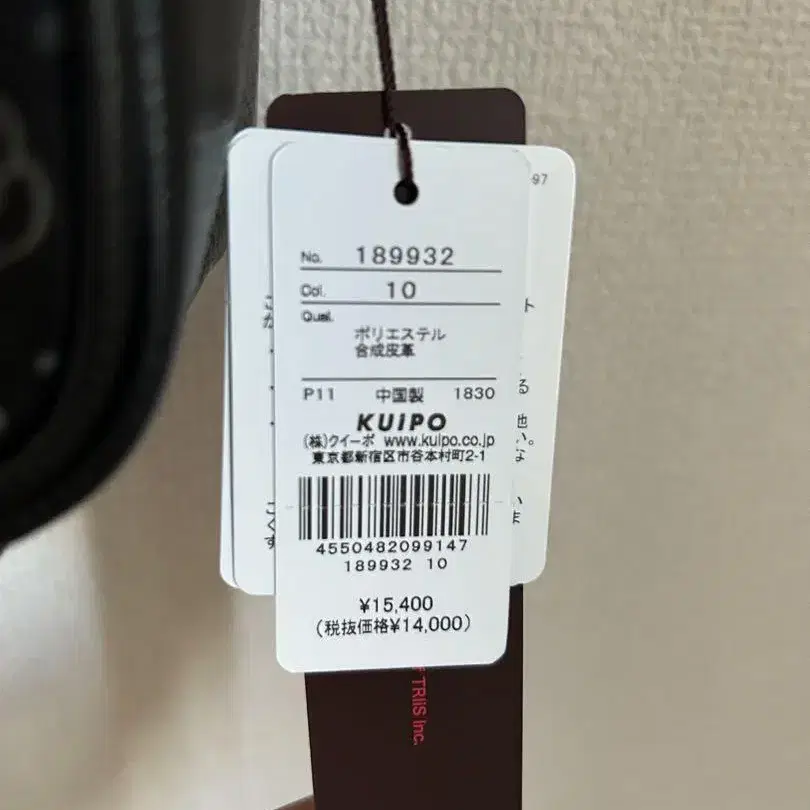 No. 189932
Col. 10
Qual.
ポリエステル
合成皮革
P11 中国製 1830
KUiPO
(株)クイーポ www.kuipo.co.jp
東京都新宿区市谷本村町2-1
4550482099147
189932 10
¥15,400
(税抜価格¥14,000)
-97
TRiiS Inc.